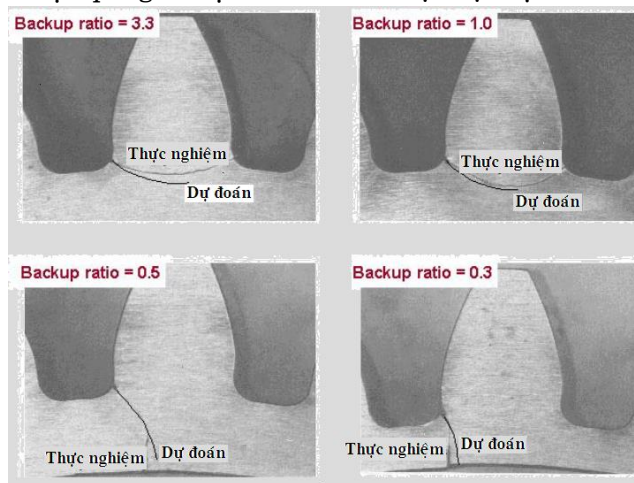 Backup ratio = 3.3
Thực nghiệm
Dự đoán
Backup ratio = 1.0
Thực nghiệm
Dự đoán
Backup ratio = 0.5
Thực nghiệm
Dự đoán
Backup ratio = 0.3
Thực nghiệm
Dự đoán